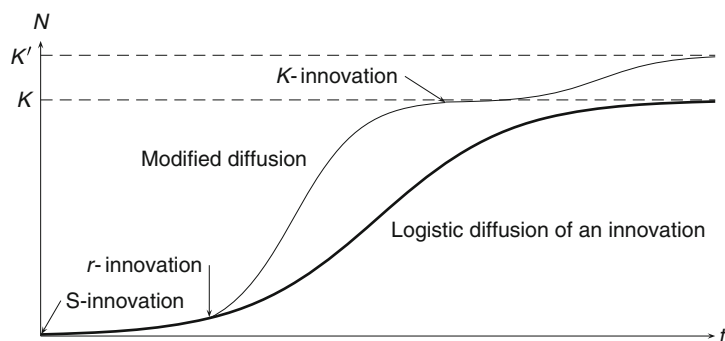 N
K′
K-innovation
K
Modified diffusion
Logistic diffusion of an innovation
r-innovation
S-innovation
t